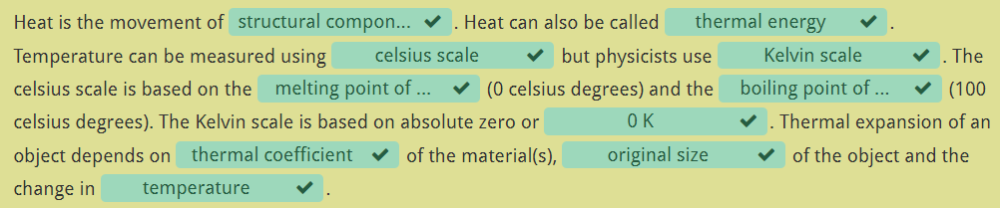 Heat is the movement of structural compon... ✔. Heat can also be called thermal energy ✔.
Temperature can be measured using celsius scale ✔ but physicists use Kelvin scale ✔. The
celsius scale is based on the melting point of ... ✔ (0 celsius degrees) and the boiling point of ... ✔ (100
celsius degrees). The Kelvin scale is based on absolute zero or 0 K ✔. Thermal expansion of an
object depends on thermal coefficient ✔ of the material(s), original size ✔ of the object and the
change in temperature ✔.